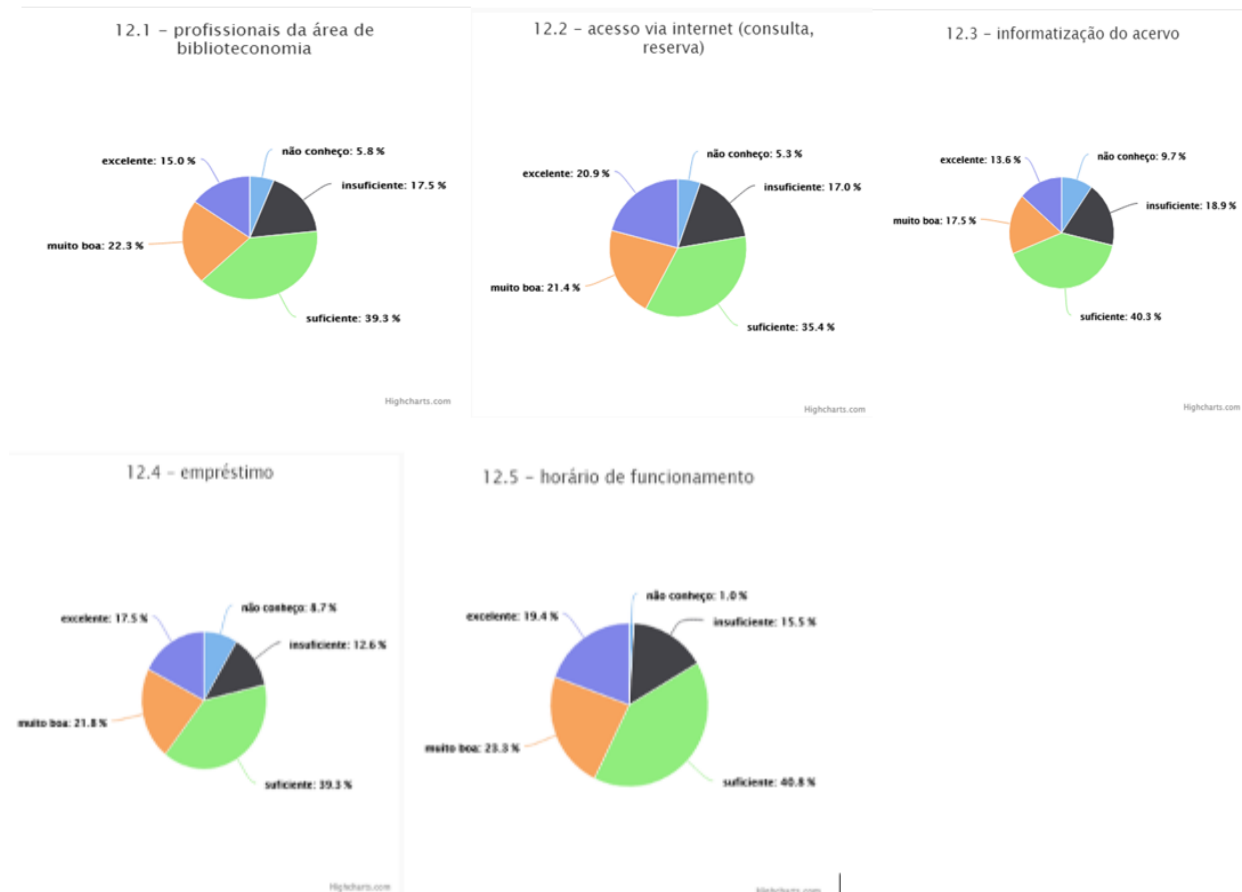 12.1 – profissionais da área de
biblioteconomia
excelente: 15.0 %
não conheço: 5.8 %
insuficiente: 17.5 %
muito boa: 22.3 %
suficiente: 39.3 %
Highcharts.com
12.2 – acesso via internet (consulta,
reserva)
excelente: 20.9 %
não conheço: 5.3 %
insuficiente: 17.0 %
muito boa: 21.4 %
suficiente: 35.4 %
Highcharts.com
12.3 – informatização do acervo
excelente: 13.6 %
não conheço: 9.7 %
insuficiente: 18.9 %
muito boa: 17.5 %
suficiente: 40.3 %
Highcharts.com
12.4 – empréstimo
excelente: 17.5 %
não conheço: 8.7 %
insuficiente: 12.6 %
muito boa: 21.8 %
suficiente: 39.3 %
Highcharts.com
12.5 – horário de funcionamento
excelente: 19.4 %
não conheço: 1.0 %
insuficiente: 15.5 %
muito boa: 23.3 %
suficiente: 40.8 %
Highcharts.com